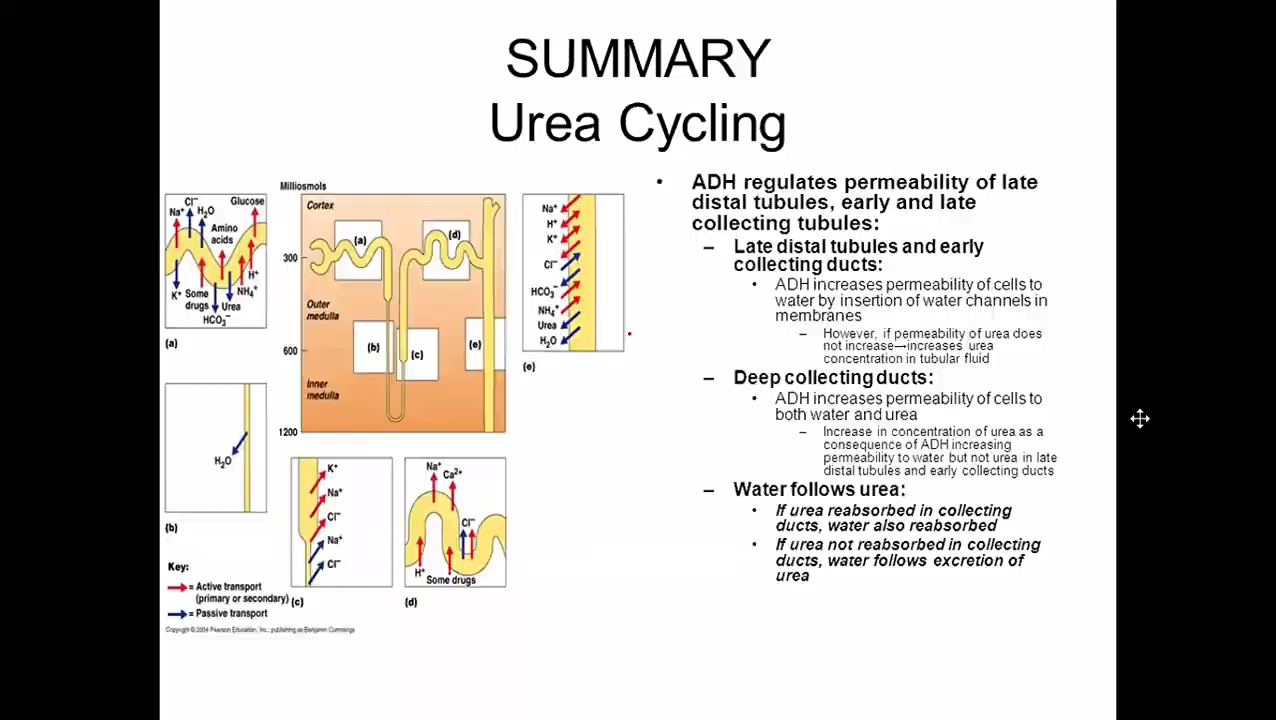 SUMMARY
Urea Cycling
Milliosmols
Cortex
300
Outer
medulla
600
Inner
medulla
1200
(a)
(b)
(c)
(d)
(e)
Na⁺
Cl⁻
H₂O
Glucose
Amino
acids
K⁺
Some
drugs
HCO₃⁻
Urea
NH₄⁺
H⁺
(a)
H₂O
(b)
K⁺
Na⁺
Cl⁻
Na⁺
Cl⁻
(c)
Na⁺
Ca²⁺
Cl⁻
H⁺
Some drugs
(d)
Na⁺
H⁺
K⁺
Cl⁻
HCO₃⁻
NH₄⁺
Urea
H₂O
(e)
Key:
= Active transport
(primary or secondary)
= Passive transport
Copyright © 2004 Pearson Education, Inc., publishing as Benjamin Cummings
• ADH regulates permeability of late
distal tubules, early and late
collecting tubules:
– Late distal tubules and early
collecting ducts:
• ADH increases permeability of cells to
water by insertion of water channels in
membranes
– However, if permeability of urea does
not increase→increases urea
concentration in tubular fluid
– Deep collecting ducts:
• ADH increases permeability of cells to
both water and urea
– Increase in concentration of urea as a
consequence of ADH increasing
permeability to water but not urea in late
distal tubules and early collecting ducts
– Water follows urea:
• If urea reabsorbed in collecting
ducts, water also reabsorbed
• If urea not reabsorbed in collecting
ducts, water follows excretion of
urea